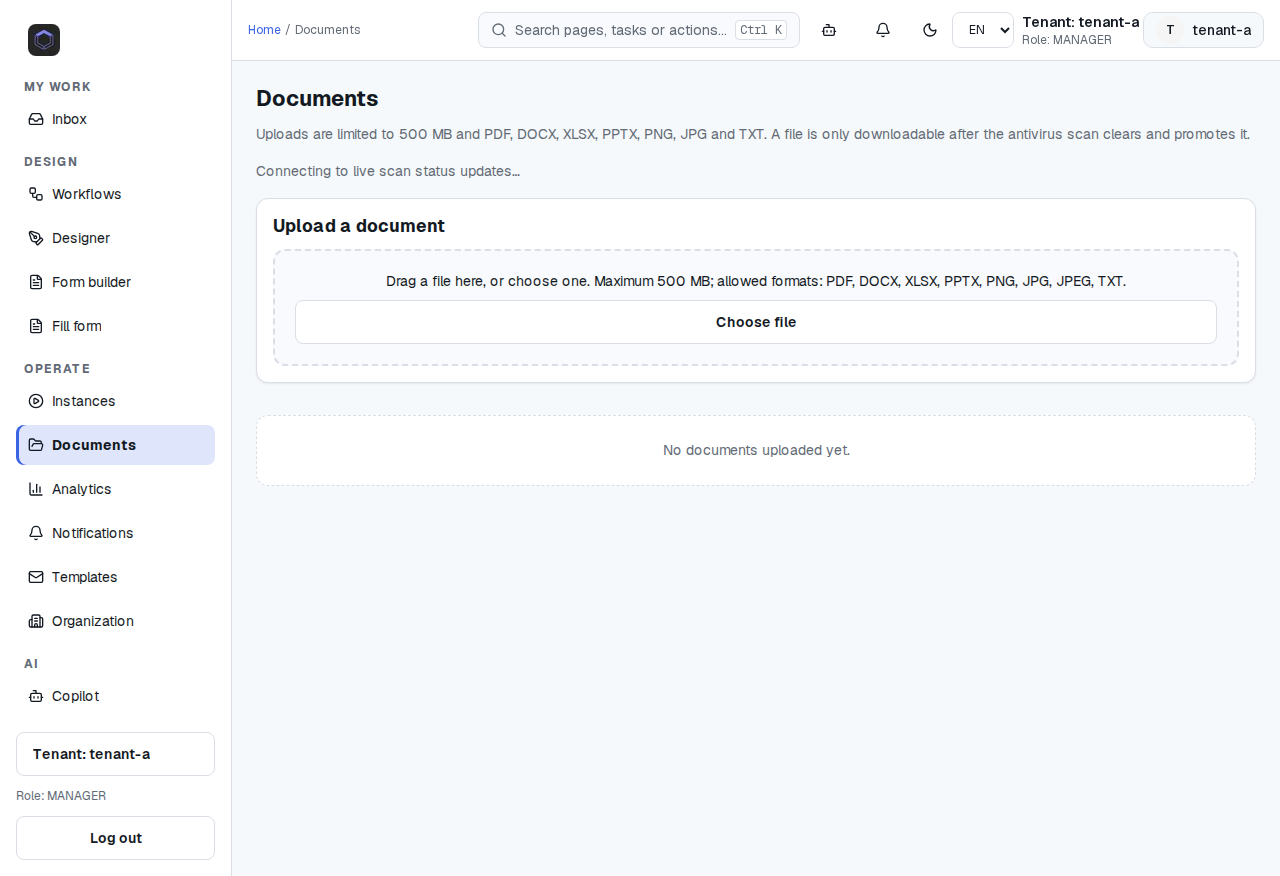 MY WORK
Inbox
DESIGN
Workflows
Designer
Form builder
Fill form
OPERATE
Instances
Documents
Analytics
Notifications
Templates
Organization
AI
Copilot
Tenant: tenant-a
Role: MANAGER
Log out
Home / Documents
Search pages, tasks or actions... Ctrl K
EN
Tenant: tenant-a
Role: MANAGER
T tenant-a
Documents
Uploads are limited to 500 MB and PDF, DOCX, XLSX, PPTX, PNG, JPG and TXT. A file is only downloadable after the antivirus scan clears and promotes it.
Connecting to live scan status updates…
Upload a document
Drag a file here, or choose one. Maximum 500 MB; allowed formats: PDF, DOCX, XLSX, PPTX, PNG, JPG, JPEG, TXT.
Choose file
No documents uploaded yet.